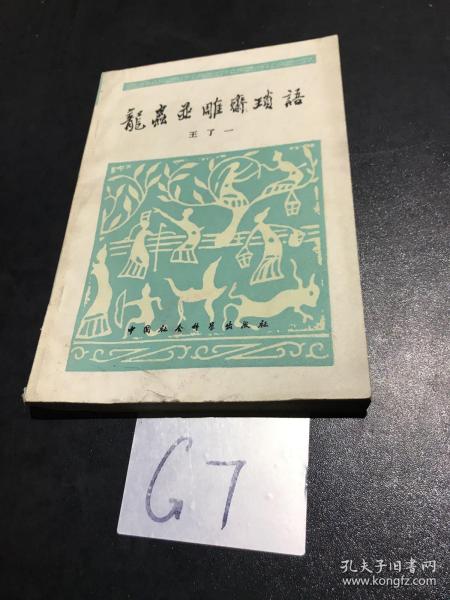 龍蟲並雕齋瑣語
王了一
中国社会科学出版社
G7
孔夫子旧书网
www.kongfz.com